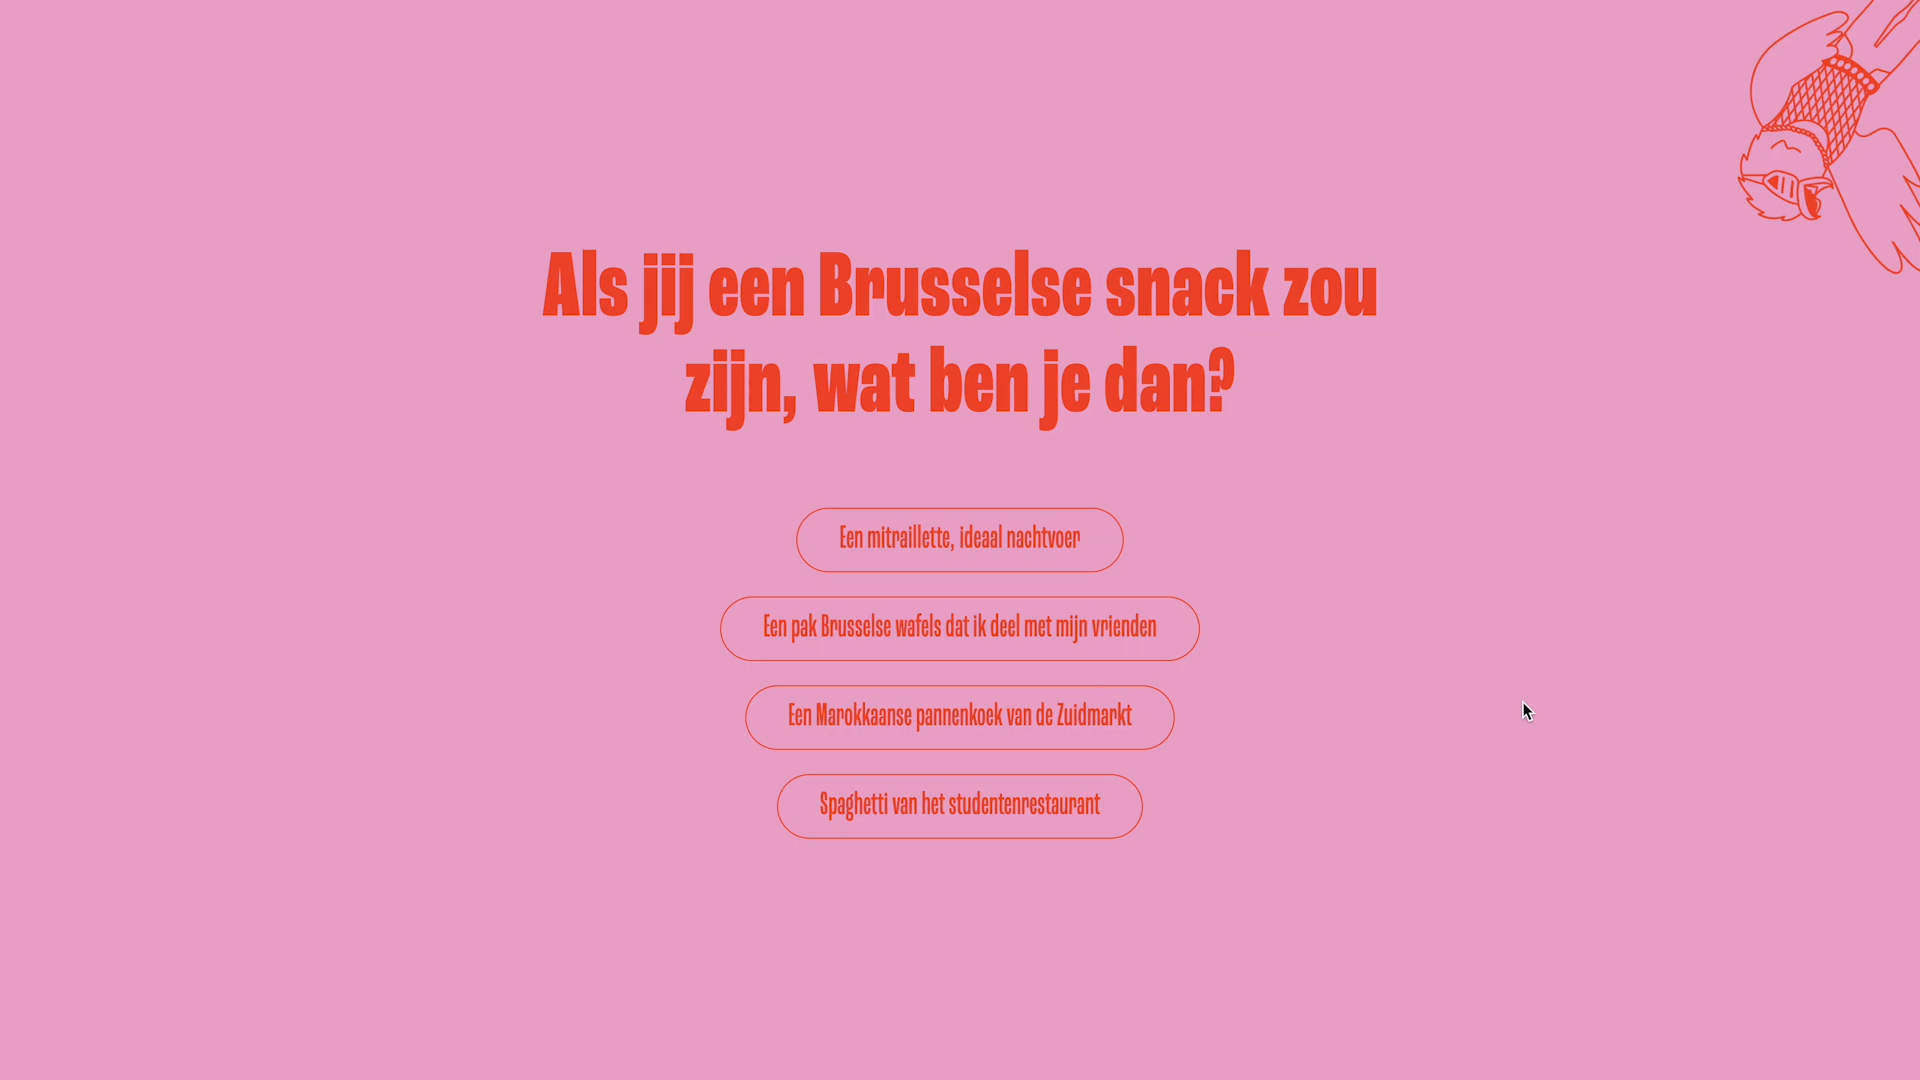 Als jij een Brusselse snack zou
zijn, wat ben je dan?
Een mitraillette, ideaal nachtvoer
Een pak Brusselse wafels dat ik deel met mijn vrienden
Een Marokkaanse pannenkoek van de Zuidmarkt
Spaghetti van het studentenrestaurant